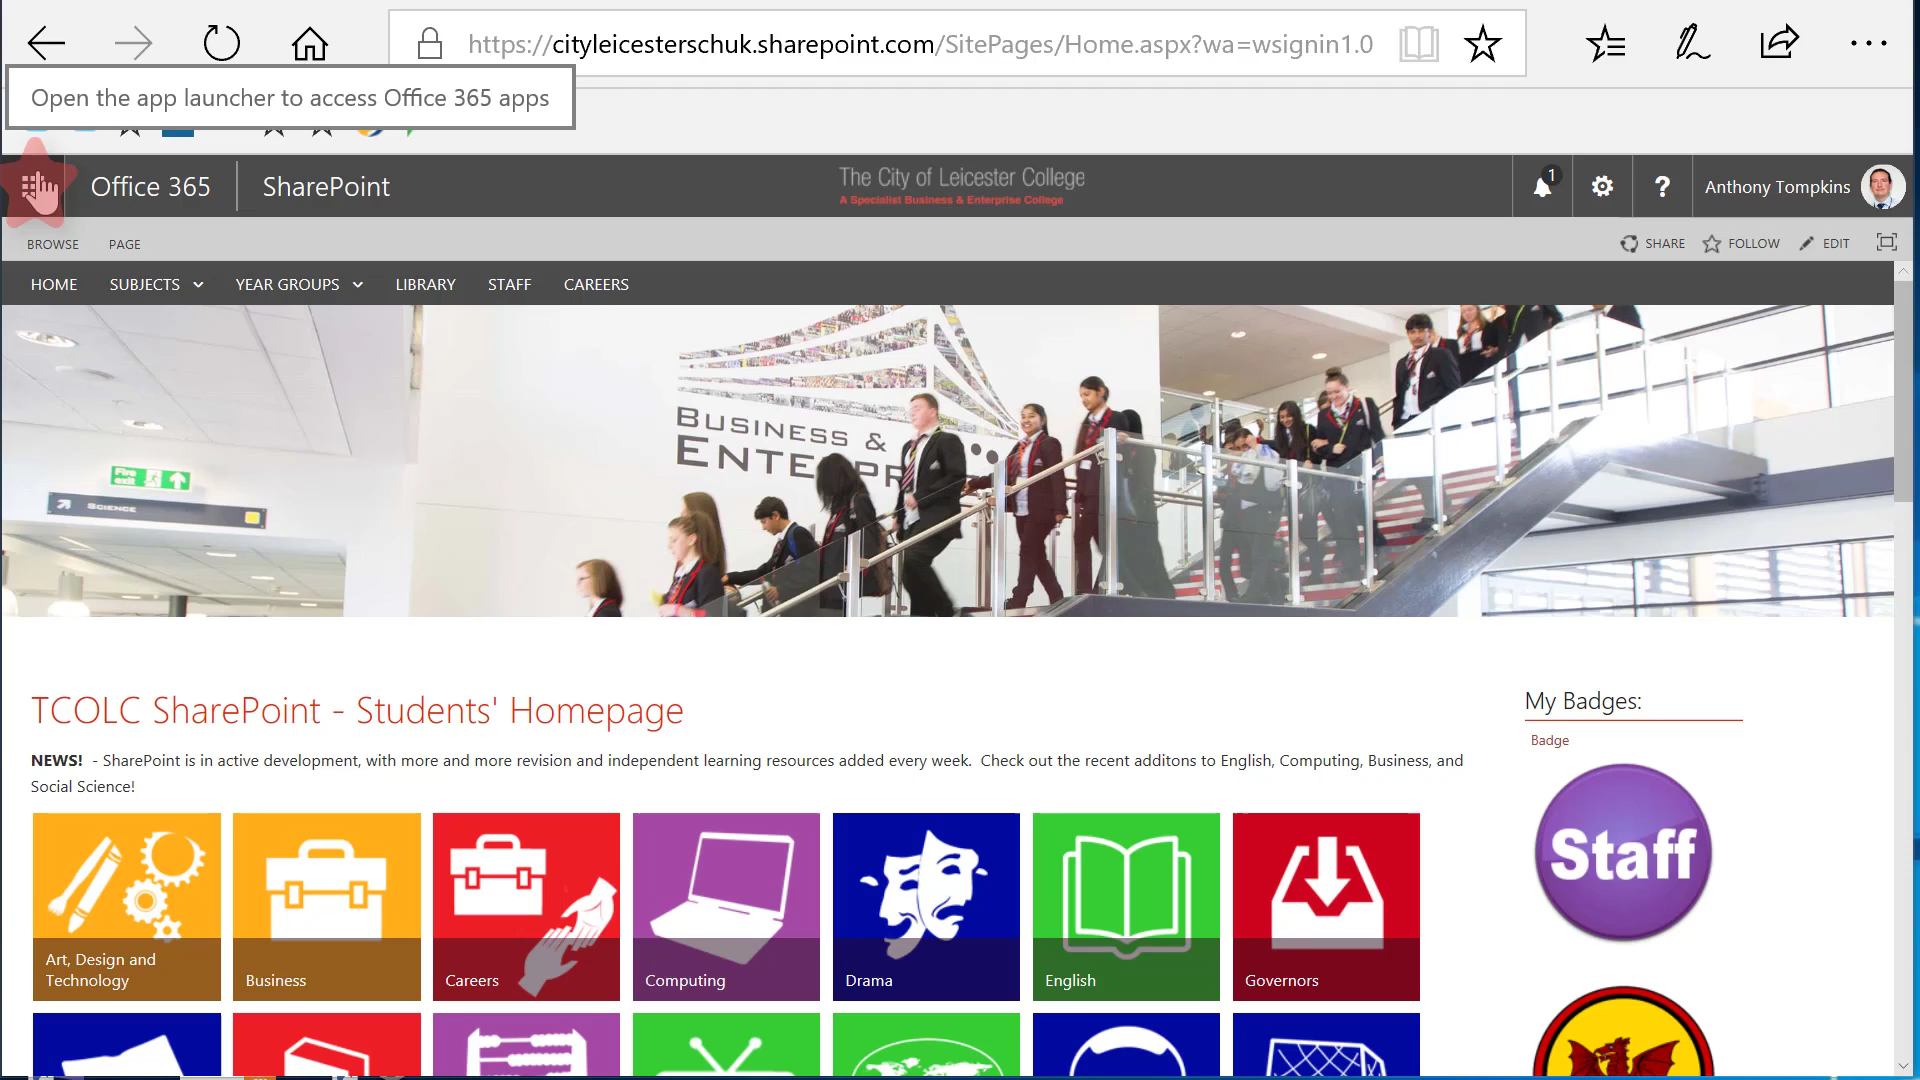 https://cityleicesterschuk.sharepoint.com/SitePages/Home.aspx?wa=wsignin1.0
Open the app launcher to access Office 365 apps
Office 365
SharePoint
The City of Leicester College
A Specialist Business & Enterprise College
1
?
Anthony Tompkins
BROWSE
PAGE
SHARE
FOLLOW
EDIT
HOME
SUBJECTS
YEAR GROUPS
LIBRARY
STAFF
CAREERS
BUSINESS &
ENTERPR
Fire
exit
SCIENCE
TCOLC SharePoint - Students' Homepage
NEWS! - SharePoint is in active development, with more and more revision and independent learning resources added every week. Check out the recent additons to English, Computing, Business, and
Social Science!
Art, Design and
Technology
Business
Careers
Computing
Drama
English
Governors
My Badges:
Badge
Staff